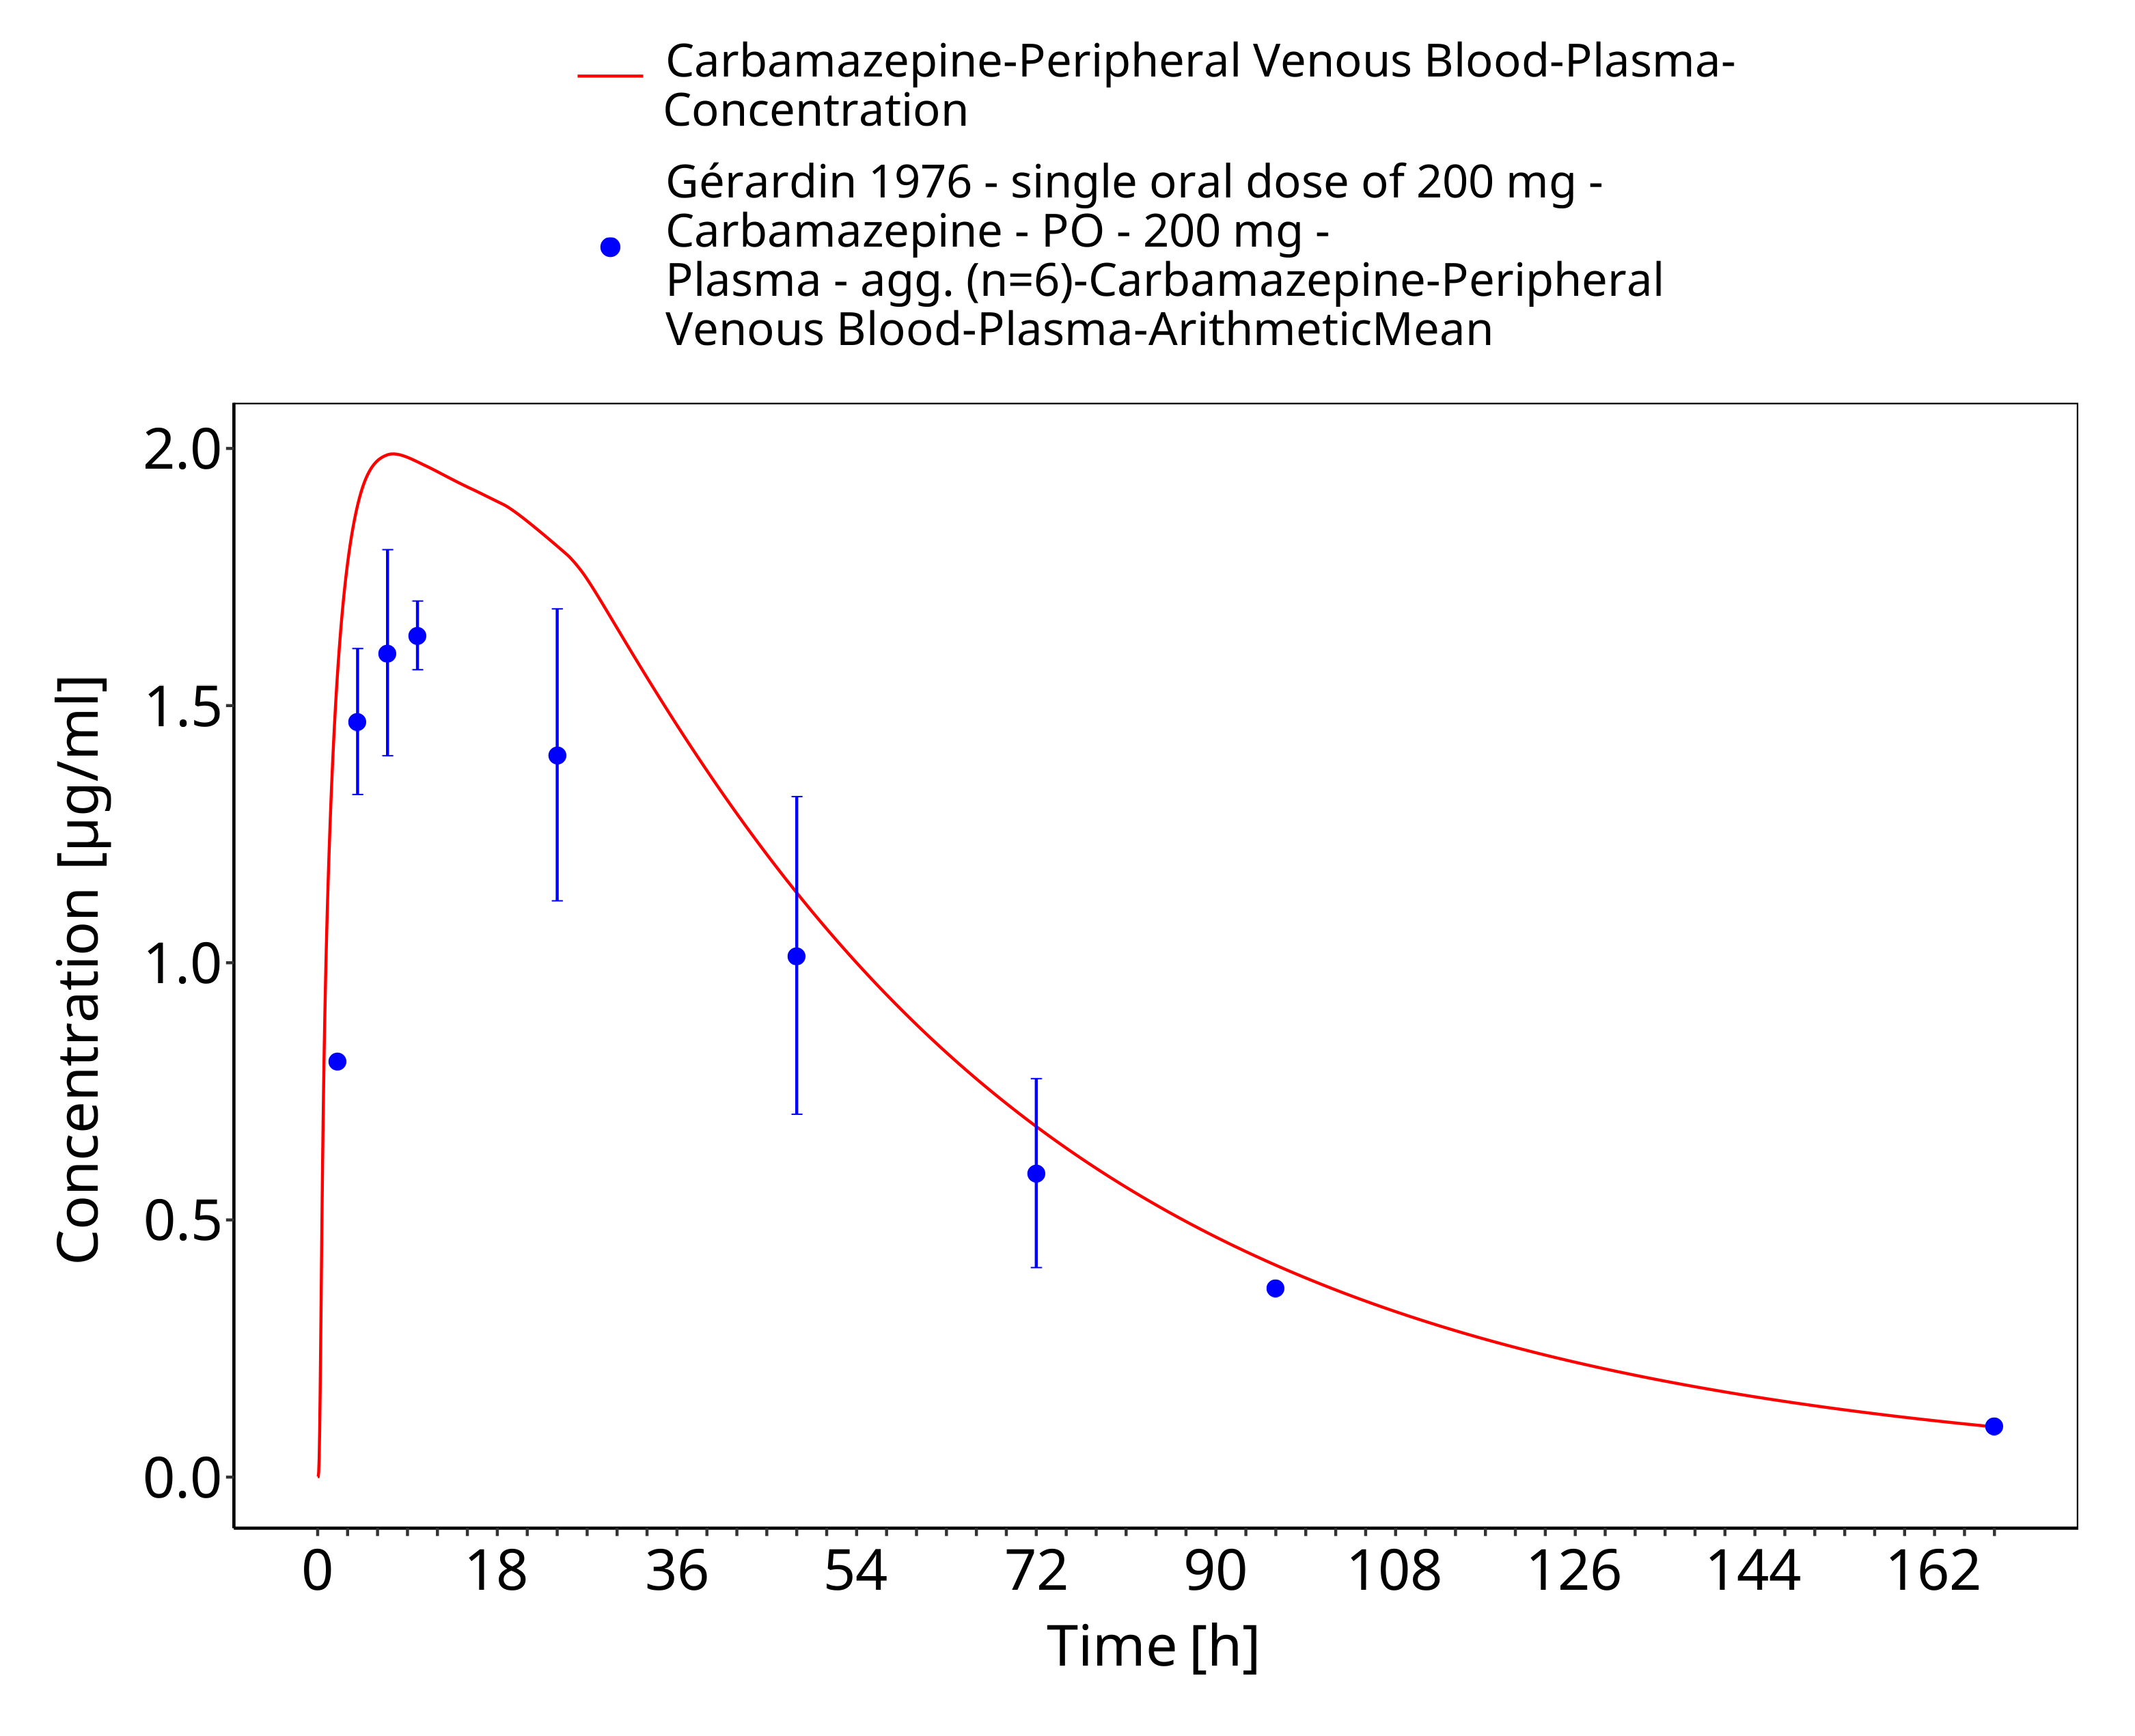 Carbamazepine-Peripheral Venous Blood-Plasma-
Concentration
Gérardin 1976 - single oral dose of 200 mg -
Carbamazepine - PO - 200 mg -
Plasma - agg. (n=6)-Carbamazepine-Peripheral
Venous Blood-Plasma-ArithmeticMean
Concentration [µg/ml]
2.0
1.5
1.0
0.5
0.0
0 18 36 54 72 90 108 126 144 162
Time [h]